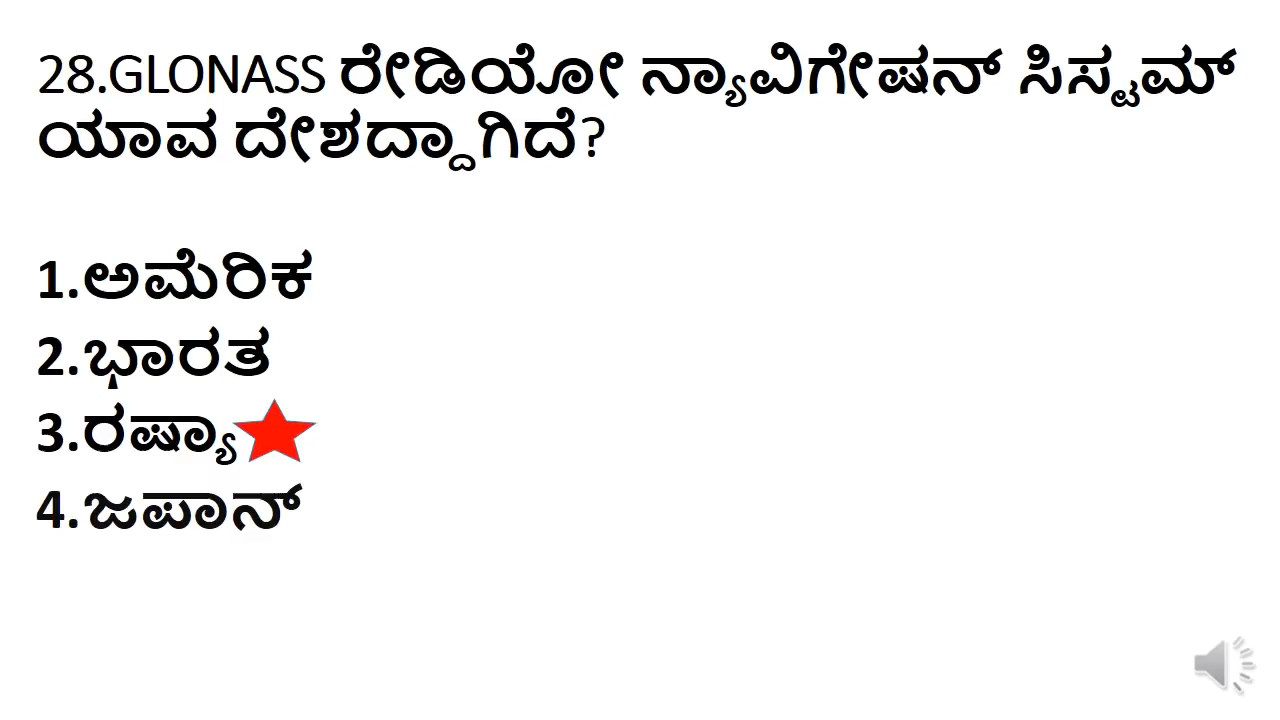 28.GLONASS ರೇಡಿಯೋ ನ್ಯಾವಿಗೇಷನ್ ಸಿಸ್ಟಮ್
ಯಾವ ದೇಶದ್ದಾಗಿದೆ?
1.ಅಮೆರಿಕ
2.ಭಾರತ
3.ರಷ್ಯಾ
4.ಜಪಾನ್